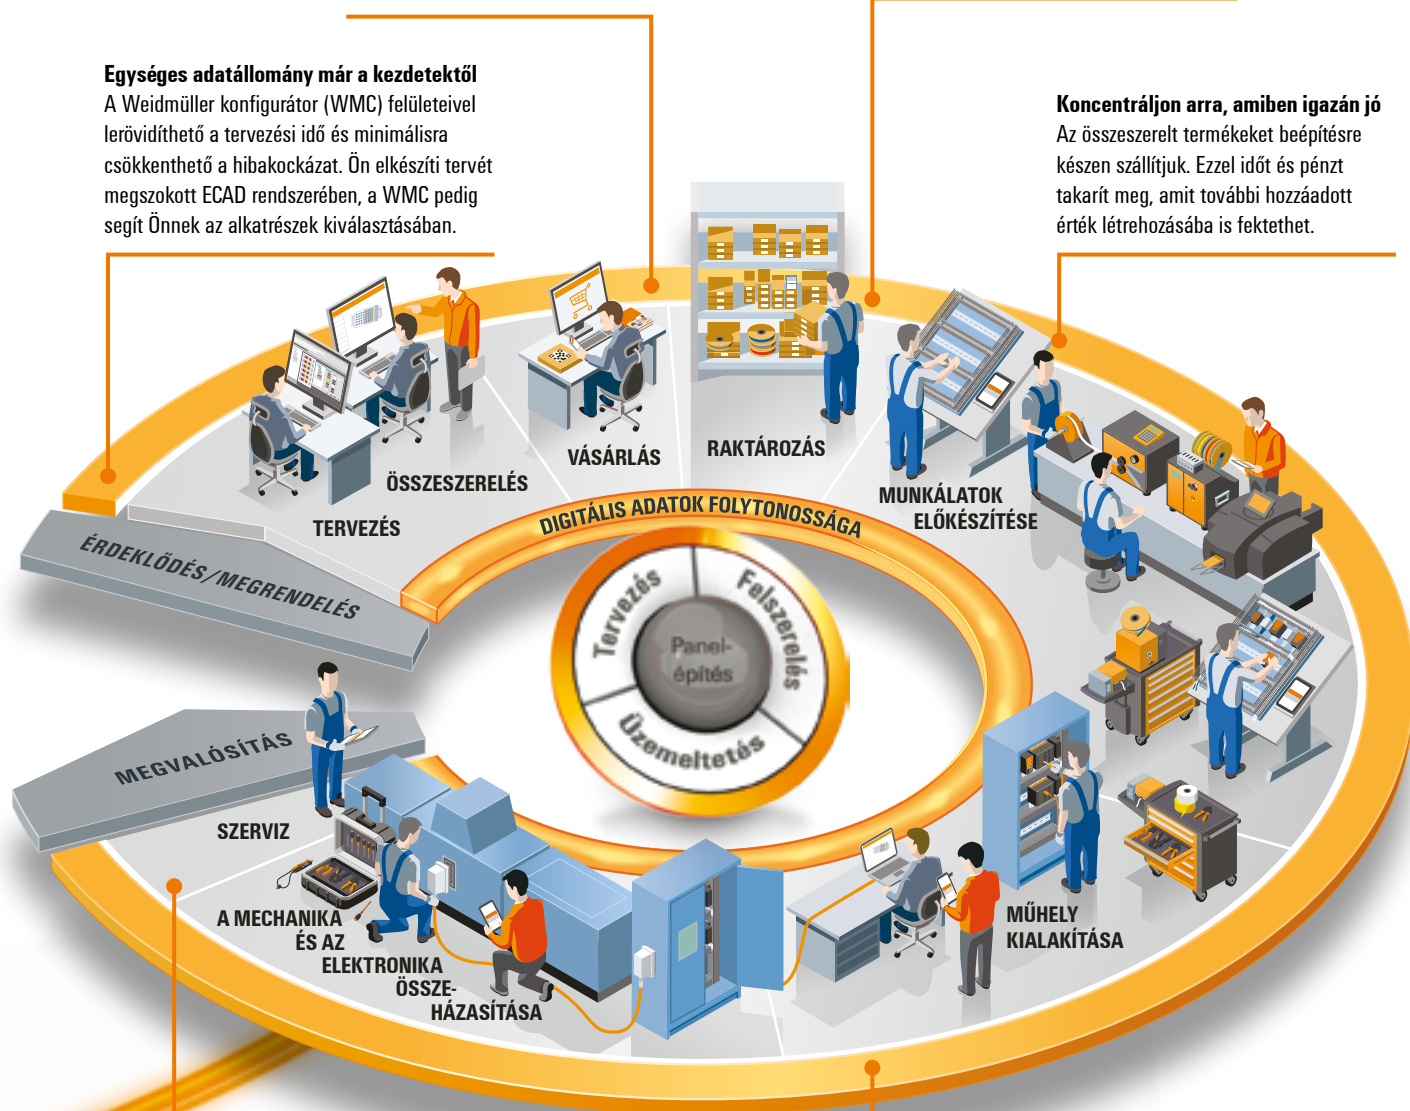 Egységes adatállomány már a kezdetektől
A Weidmüller konfigurátor (WMC) felületeivel
lerövidíthető a tervezési idő és minimálisra
csökkenthető a hibakockázat. Ön elkészíti tervét
megszokott ECAD rendszerében, a WMC pedig
segít Önnek az alkatrészek kiválasztásában.
Koncentráljon arra, amiben igazán jó
Az összeszerelt termékeket beépítésre
készen szállítjuk. Ezzel időt és pénzt
takarít meg, amit további hozzáadott
érték létrehozásába is fektethet.
ÉRDEKLŐDÉS/MEGRENDELÉS
TERVEZÉS
ÖSSZESZERELÉS
VÁSÁRLÁS
RAKTÁROZÁS
MUNKÁLATOK
ELŐKÉSZÍTÉSE
DIGITÁLIS ADATOK FOLYTONOSSÁGA
Tervezés
Felszerelés
Panel-
építés
Üzemeltetés
MŰHELY
KIALAKÍTÁSA
A MECHANIKA
ÉS AZ
ELEKTRONIKA
ÖSSZE-
HÁZASÍTÁSA
SZERVIZ
MEGVALÓSÍTÁS